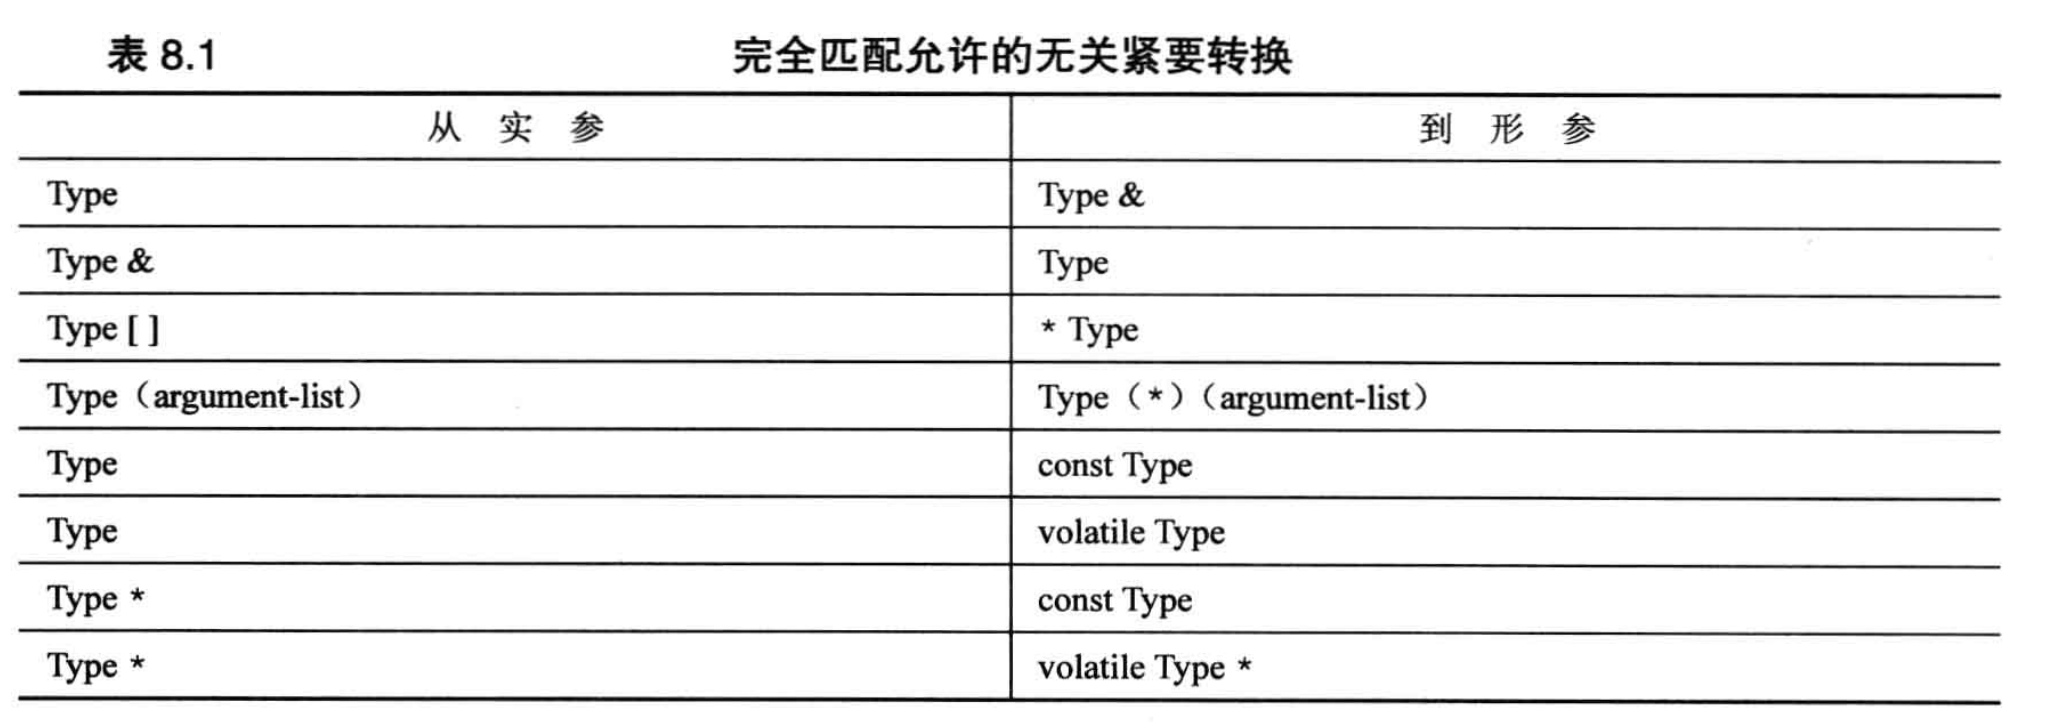 表 8.1 完全匹配允许的无关紧要转换
从 实 参 到 形 参
Type Type &
Type & Type
Type [ ] * Type
Type（argument-list） Type（*）（argument-list）
Type const Type
Type volatile Type
Type * const Type
Type * volatile Type *